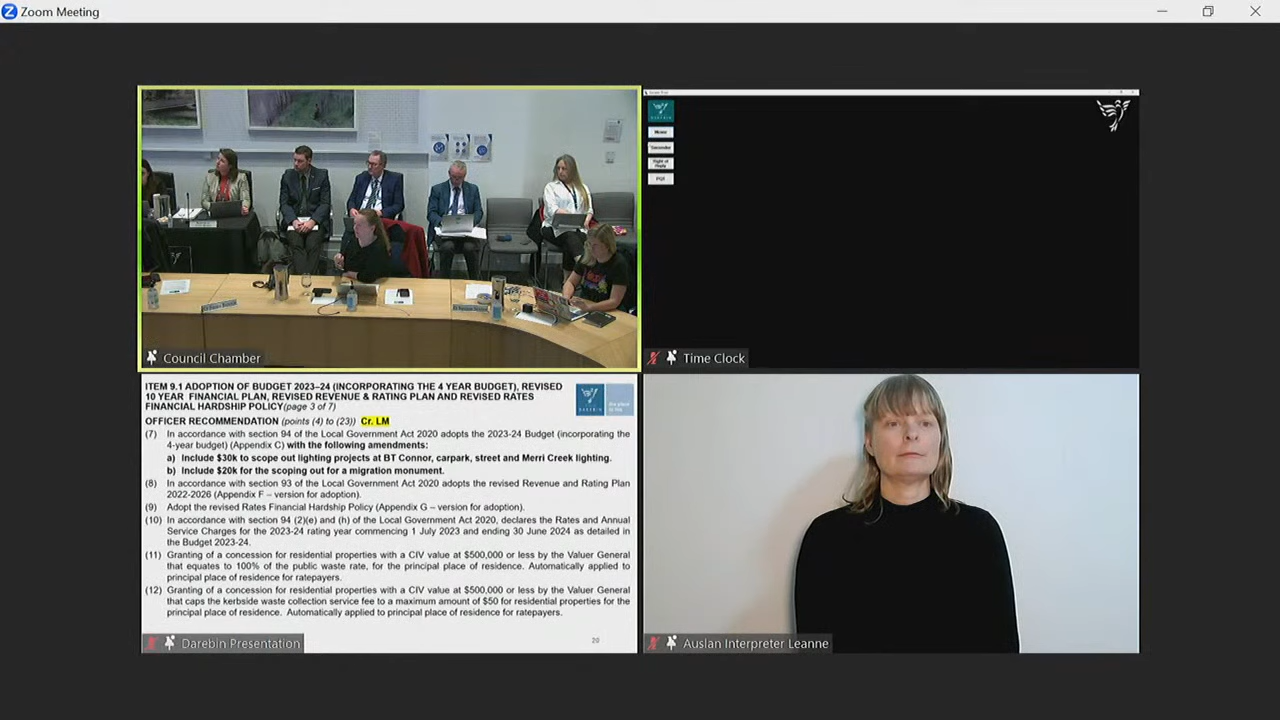 Zoom Meeting
Council Chamber
DAREBIN
Time Clock
ITEM 9.1 ADOPTION OF BUDGET 2023–24 (INCORPORATING THE 4 YEAR BUDGET), REVISED
10 YEAR FINANCIAL PLAN, REVISED REVENUE & RATING PLAN AND REVISED RATES
FINANCIAL HARDSHIP POLICY(page 3 of 7)
OFFICER RECOMMENDATION (points (4) to (23)) Cr. LM
(7) In accordance with section 94 of the Local Government Act 2020 adopts the 2023-24 Budget (incorporating the
4-year budget) (Appendix C) with the following amendments:
a) Include $30k to scope out lighting projects at BT Connor, carpark, street and Merri Creek lighting.
b) Include $20k for the scoping out for a migration monument.
(8) In accordance with section 93 of the Local Government Act 2020 adopts the revised Revenue and Rating Plan
2022-2026 (Appendix F – version for adoption).
(9) Adopt the revised Rates Financial Hardship Policy (Appendix G – version for adoption).
(10) In accordance with section 94 (2)(e) and (h) of the Local Government Act 2020, declares the Rates and Annual
Service Charges for the 2023-24 rating year commencing 1 July 2023 and ending 30 June 2024 as detailed in
the Budget 2023-24.
(11) Granting of a concession for residential properties with a CIV value at $500,000 or less by the Valuer General
that equates to 100% of the public waste rate, for the principal place of residence. Automatically applied to
principal place of residence for ratepayers.
(12) Granting of a concession for residential properties with a CIV value at $500,000 or less by the Valuer General
that caps the kerbside waste collection service fee to a maximum amount of $50 for residential properties for the
principal place of residence. Automatically applied to principal place of residence for ratepayers.
20
Darebin Presentation
Auslan Interpreter Leanne